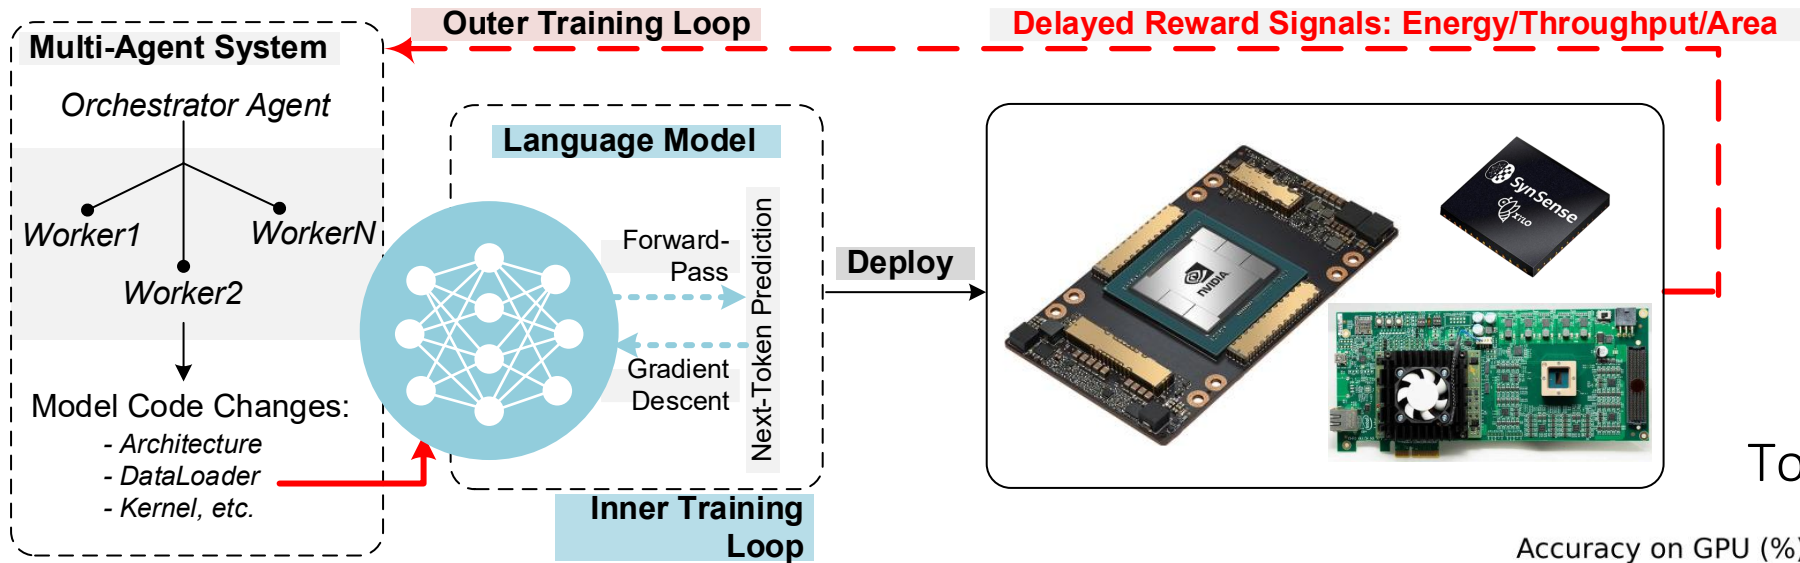 Outer Training Loop
Delayed Reward Signals: Energy/Throughput/Area
Multi-Agent System
Orchestrator Agent
Worker1
WorkerN
Worker2
Model Code Changes:
- Architecture
- DataLoader
- Kernel, etc.
Language Model
Forward-
Pass
Gradient
Descent
Next-Token Prediction
Inner Training
Loop
Deploy
NVIDIA
SynSense
XYLO
To
Accuracy on GPU (%)